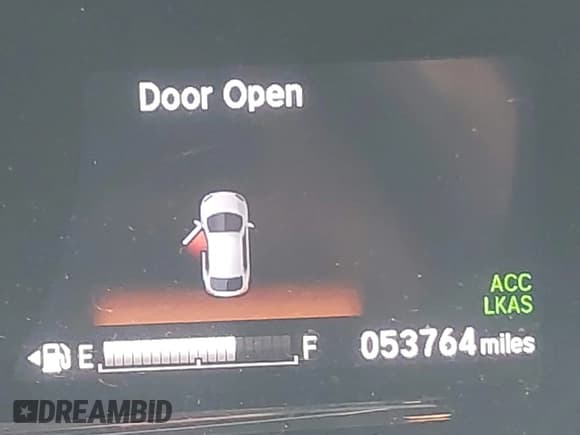 Door Open
ACC
LKAS
E F 053764 miles
DREAMBID